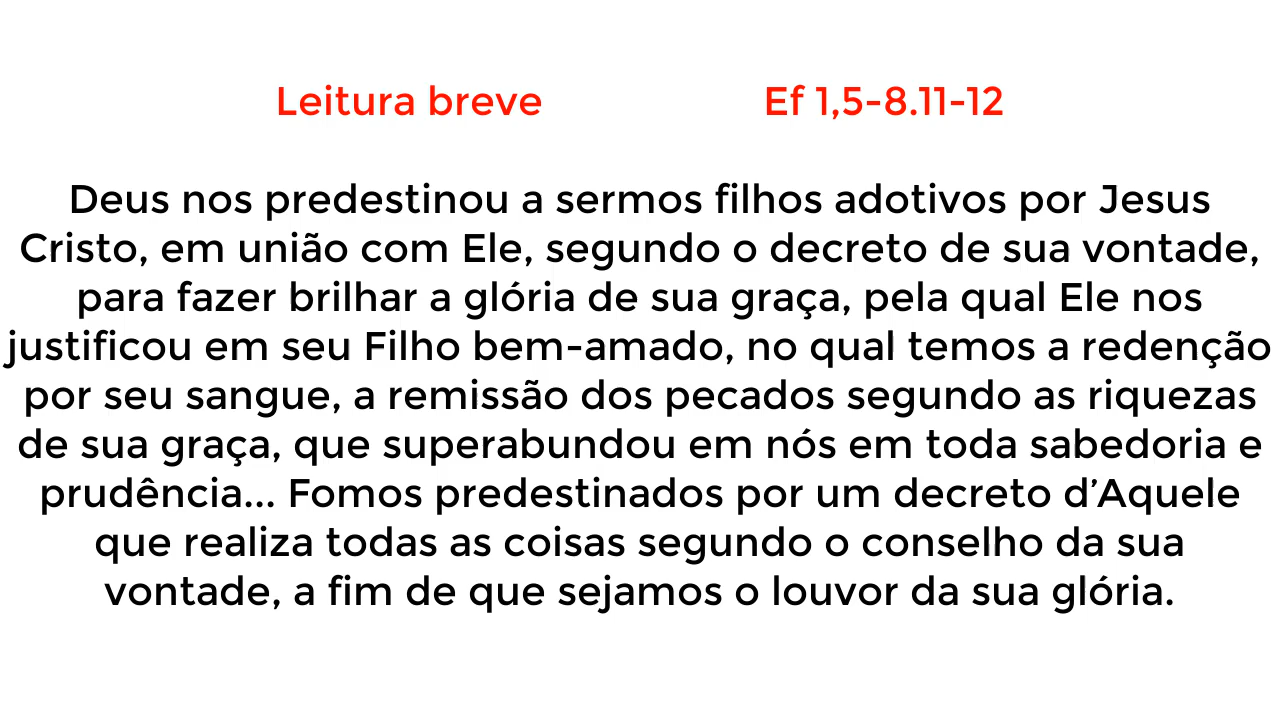 Leitura breve Ef 1,5-8.11-12
Deus nos predestinou a sermos filhos adotivos por Jesus
Cristo, em união com Ele, segundo o decreto de sua vontade,
para fazer brilhar a glória de sua graça, pela qual Ele nos
justificou em seu Filho bem-amado, no qual temos a redenção
por seu sangue, a remissão dos pecados segundo as riquezas
de sua graça, que superabundou em nós em toda sabedoria e
prudência... Fomos predestinados por um decreto d’Aquele
que realiza todas as coisas segundo o conselho da sua
vontade, a fim de que sejamos o louvor da sua glória.